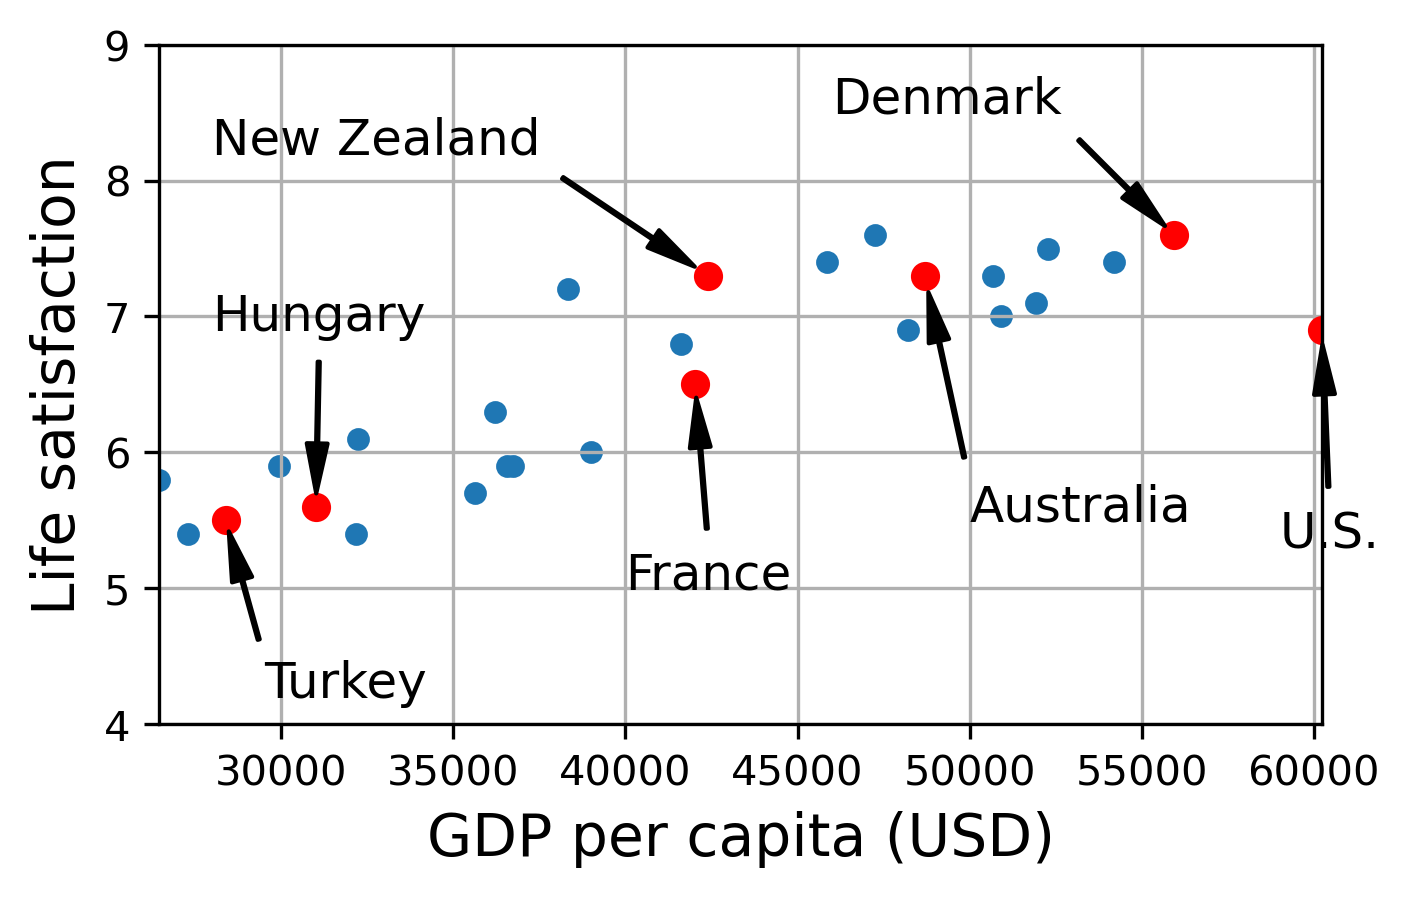 9
Denmark
New Zealand
8
Hungary
7
6
Australia
U.S.
France
5
Turkey
4
30000 35000 40000 45000 50000 55000 60000
GDP per capita (USD)
Life satisfaction